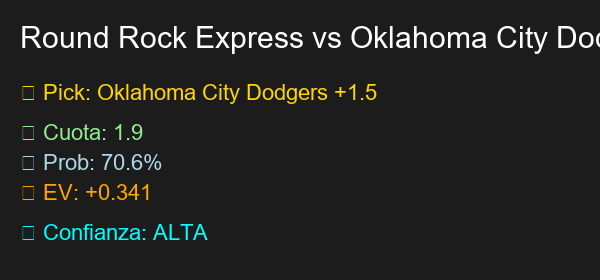 Round Rock Express vs Oklahoma City Do
Pick: Oklahoma City Dodgers +1.5
Cuota: 1.9
Prob: 70.6%
EV: +0.341
Confianza: ALTA